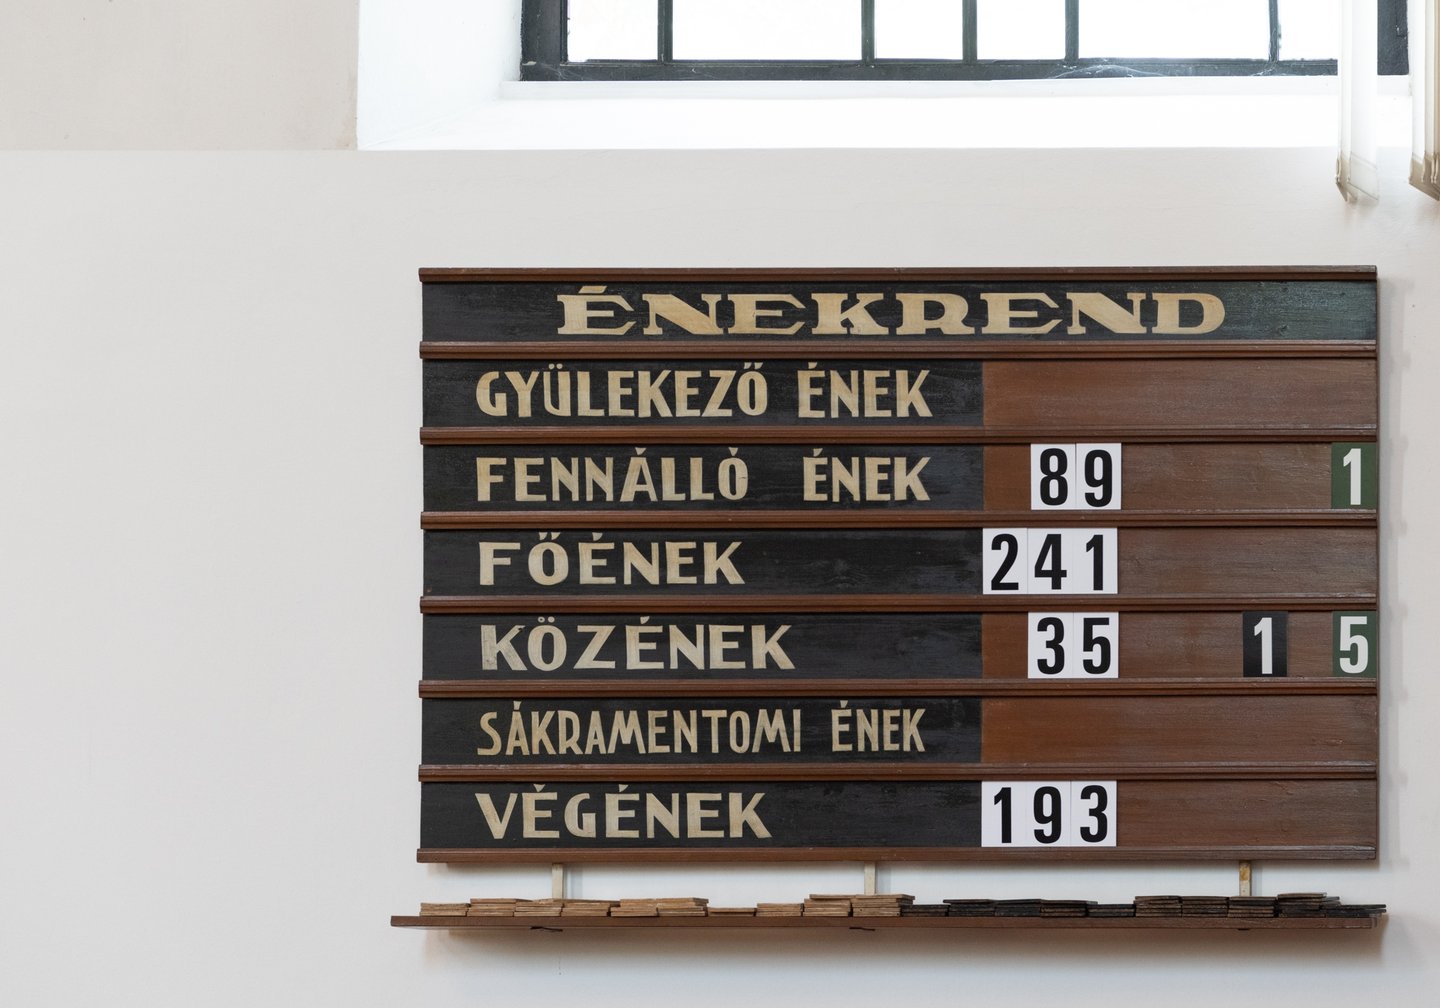 ÉNEKREND
GYÜLEKEZŐ ÉNEK
FENNÁLLÓ ÉNEK 89 1
FŐÉNEK 241
KÖZÉNEK 35 1 5
SÁKRAMENTOMI ÉNEK
VÉGÉNEK 193